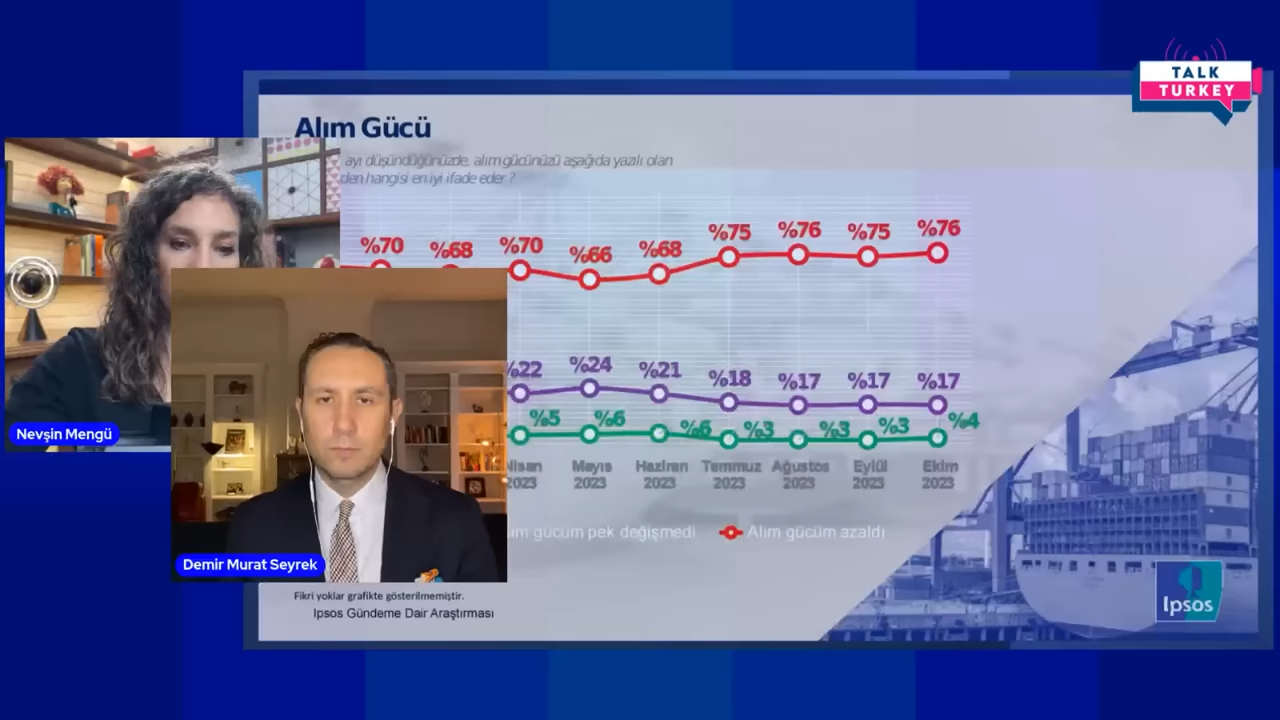 TALK
TURKEY
Alım Gücü
ayı düşündüğünüzde, alım gücünüzü aşağıda yazılı olan
den hangisi en iyi ifade eder ?
%70 %68 %70 %66 %68 %75 %76 %75 %76
%22 %24 %21 %18 %17 %17 %17
%5 %6 %6 %3 %3 %3 %4
Nisan Mayıs Haziran Temmuz Ağustos Eylül Ekim
2023 2023 2023 2023 2023 2023 2023
gücüm pek değişmedi Alım gücüm azaldı
Nevşin Mengü
Demir Murat Seyrek
Fikri yoklar grafikte gösterilmemiştir.
Ipsos Gündeme Dair Araştırması
Ipsos